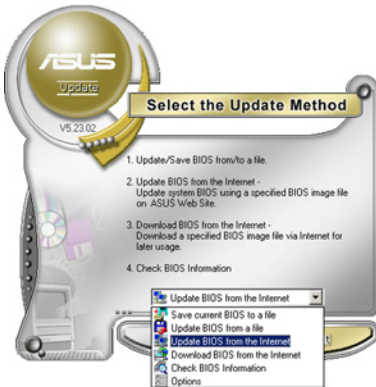 ASUS
Update
V5.23.02
Select the Update Method
1. Update/Save BIOS from/to a file.
2. Update BIOS from the Internet -
Update system BIOS using a specified BIOS image file
on ASUS Web Site.
3. Download BIOS from the Internet -
Download a specified BIOS image file via Internet for
later usage.
4. Check BIOS Information
Update BIOS from the Internet
Save current BIOS to a file
Update BIOS from a file
Update BIOS from the Internet
Download BIOS from the Internet
Check BIOS Information
Options